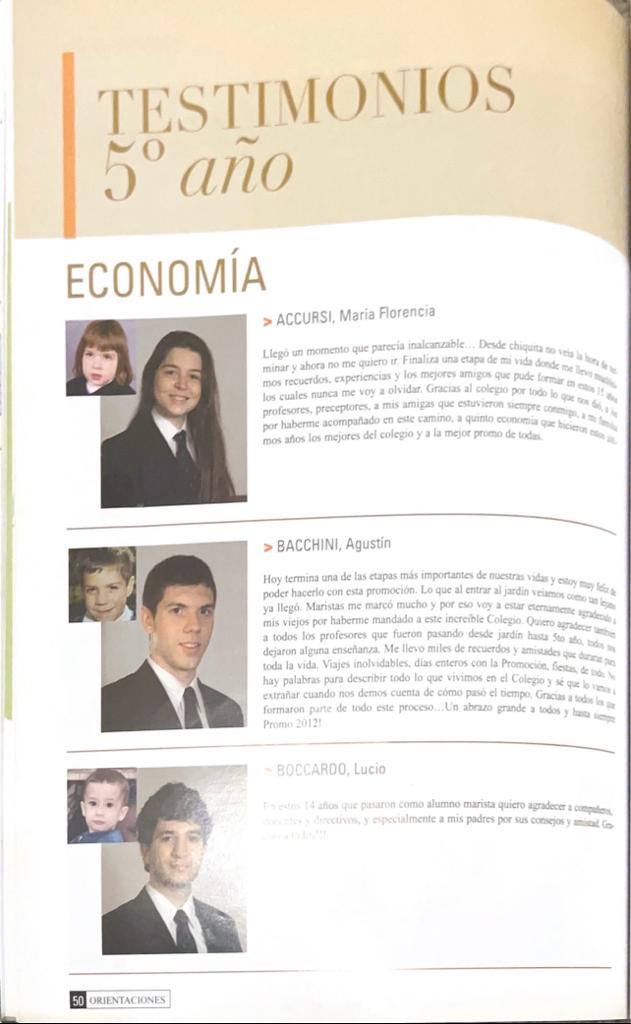 TESTIMONIOS
5º año
ECONOMÍA
> ACCURSI, Maria Florencia
Llegó un momento que parecía inalcanzable… Desde chiquita no veía la hora de ter-
minar y ahora no me quiero ir. Finaliza una etapa de mi vida donde me llevo muchísi-
mos recuerdos, experiencias y los mejores amigos que pude formar en estos 15 años
los cuales nunca me voy a olvidar. Gracias al colegio por todo lo que nos dió, a los
profesores, preceptores, a mis amigas que estuvieron siempre conmigo, a mi familia
por haberme acompañado en este camino, a quinto economía que hicieron estos últi-
mos años los mejores del colegio y a la mejor promo de todas.
> BACCHINI, Agustín
Hoy termina una de las etapas más importantes de nuestras vidas y estoy muy feliz de
poder hacerlo con esta promoción. Lo que al entrar al jardín veíamos como tan lejano
ya llegó. Maristas me marcó mucho y por eso voy a estar eternamente agradecido a
mis viejos por haberme mandado a este increíble Colegio. Quiero agradecer también
a todos los profesores que fueron pasando desde jardín hasta 5to año, todos nos
dejaron alguna enseñanza. Me llevo miles de recuerdos y amistades que durarán para
toda la vida. Viajes inolvidables, días enteros con la Promoción, fiestas, de todo. No
hay palabras para describir todo lo que vivimos en el Colegio y sé que lo vamos a
extrañar cuando nos demos cuenta de cómo pasó el tiempo. Gracias a todos los que
formaron parte de todo este proceso…Un abrazo grande a todos y hasta siempre
Promo 2012!
> BOCCARDO, Lucio
En estos 14 años que pasaron como alumno marista quiero agradecer a compañeros,
docentes y directivos, y especialmente a mis padres por sus consejos y amistad. Gra-
cias a todos!!!
50 ORIENTACIONES